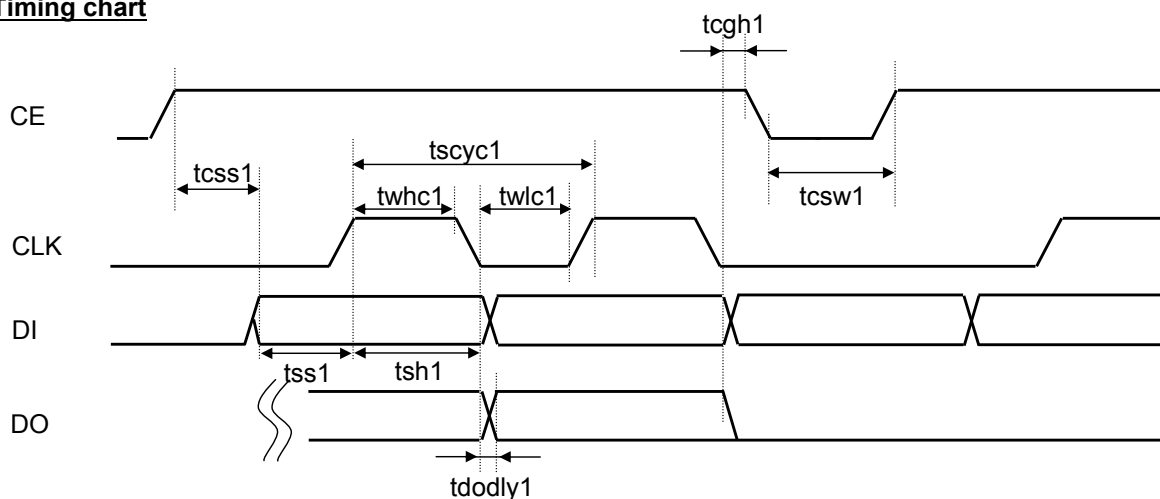 Timing chart
tcgh1
CE
tscyc1
tcss1
twhc1
twlc1
tcsw1
CLK
DI
tss1
tsh1
DO
tdodly1